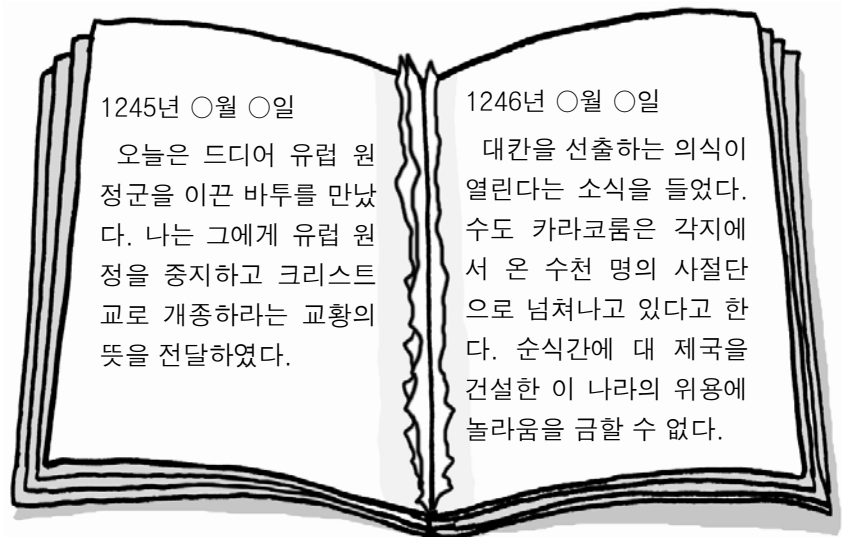 1245년 ○월 ○일
오늘은 드디어 유럽 원
정군을 이끈 바투를 만났
다. 나는 그에게 유럽 원
정을 중지하고 크리스트
교로 개종하라는 교황의
뜻을 전달하였다.
1246년 ○월 ○일
대칸을 선출하는 의식이
열린다는 소식을 들었다.
수도 카라코룸은 각지에
서 온 수천 명의 사절단
으로 넘쳐나고 있다고 한
다. 순식간에 대 제국을
건설한 이 나라의 위용에
놀라움을 금할 수 없다.